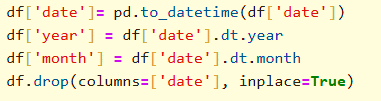 df['date']= pd.to_datetime(df['date'])
df['year'] = df['date'].dt.year
df['month'] = df['date'].dt.month
df.drop(columns=['date'], inplace=True)